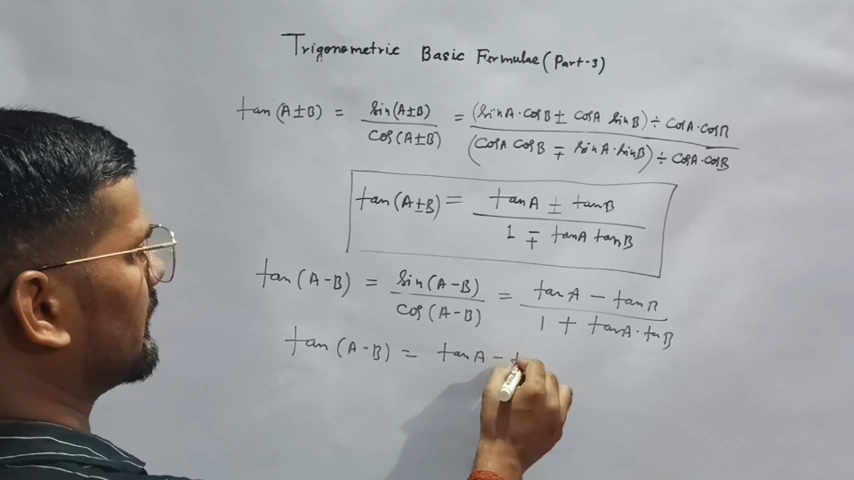 Trigonometric Basic Formulae (Part-3)
tan(A±B) = sin(A±B) / cos(A±B) = (sinA·cosB ± cosA sinB) ÷ cosA·cosB / (cosA cosB ∓ sinA·sinB) ÷ cosA·cosB
tan(A±B) = tanA ± tanB / 1 ∓ tanA tanB
tan(A-B) = sin(A-B) / cos(A-B) = tanA - tanB / 1 + tanA·tanB
tan(A-B) = tanA - t